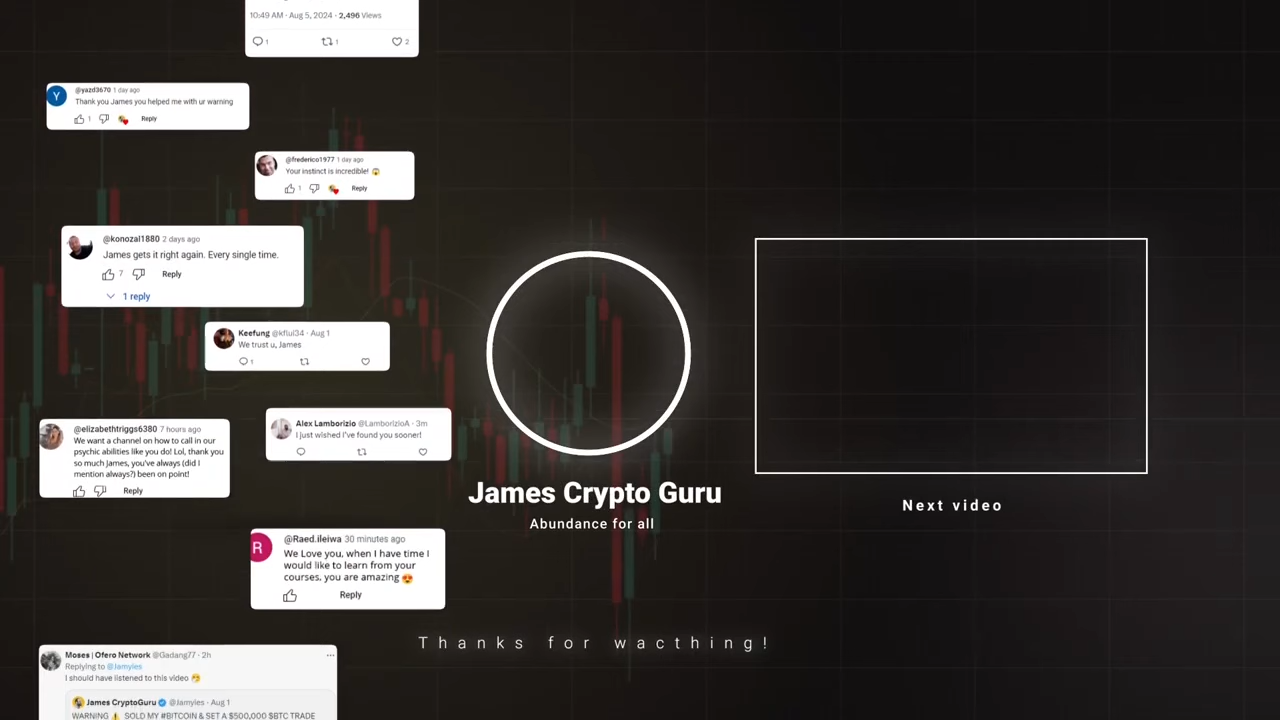 10:49 AM · Aug 5, 2024 · 2,496 Views
1
1
2
Y
@yazd3670 1 day ago
Thank you James you helped me with ur warning
1
Reply
@frederico1977 1 day ago
Your instinct is incredible! 😱
1
Reply
@konozal1880 2 days ago
James gets it right again. Every single time.
7
Reply
1 reply
Keefung @kflul34 · Aug 1
We trust u, James
1
Alex Lamborizio @LamborizioA · 3m
I just wished I've found you sooner!
@elizabethtriggs6380 7 hours ago
We want a channel on how to call in our
psychic abilities like you do! Lol, thank you
so much James, you've always (did I
mention always?) been on point!
Reply
R
@Raed.ileiwa 30 minutes ago
We Love you, when I have time I
would like to learn from your
courses, you are amazing 😍
Reply
Moses | Ofero Network @Gadang77 · 2h
Replying to @Jamyies
I should have listened to this video
James CryptoGuru @Jamyies · Aug 1
WARNING ⚠️ SOLD MY #BITCOIN & SET A $500,000 $BTC TRADE
James Crypto Guru
Abundance for all
Next video
Thanks for wacthing!